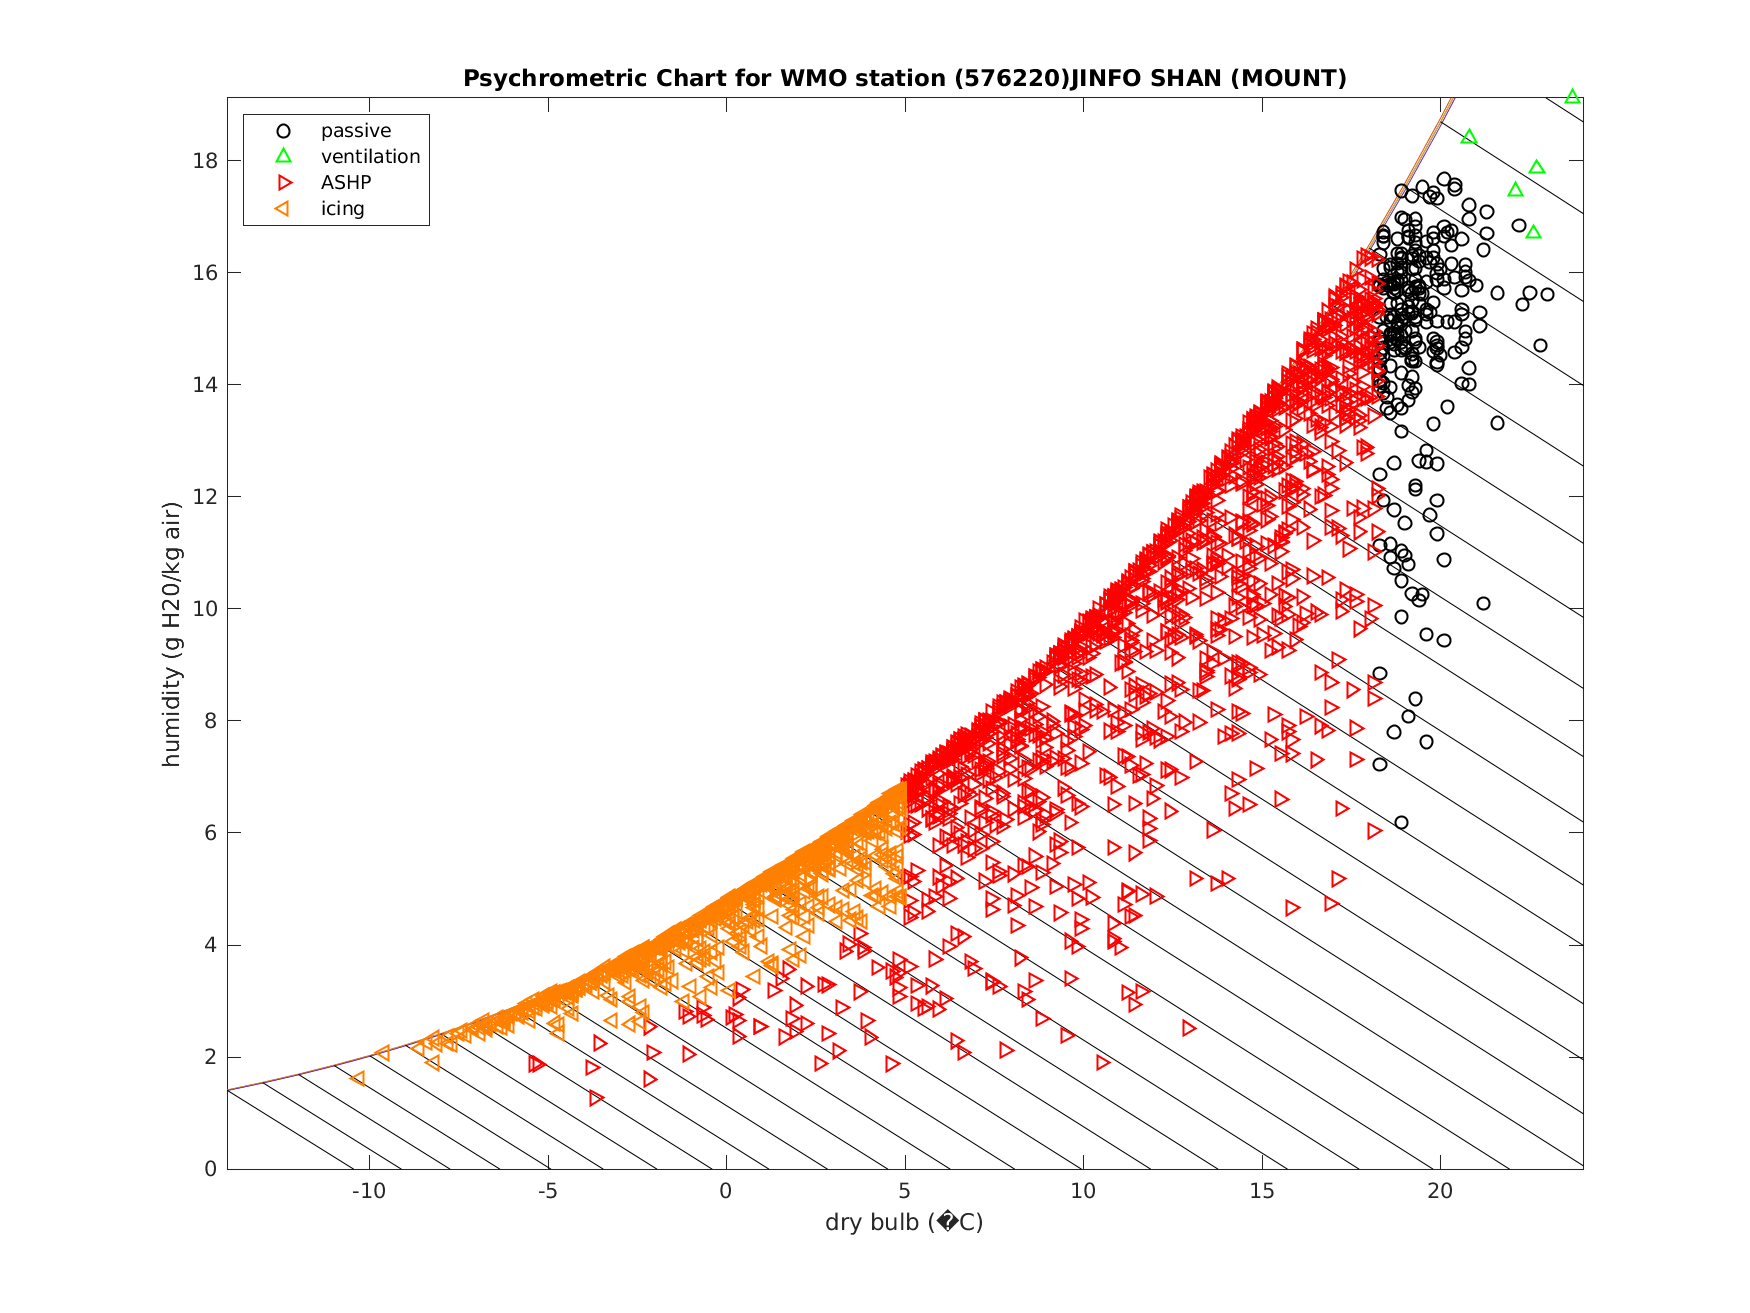 Psychrometric Chart for WMO station (576220)JINFO SHAN (MOUNT)
passive
ventilation
ASHP
icing
humidity (g H20/kg air)
18
16
14
12
10
8
6
4
2
0
-10
-5
0
5
10
15
20
dry bulb (�C)